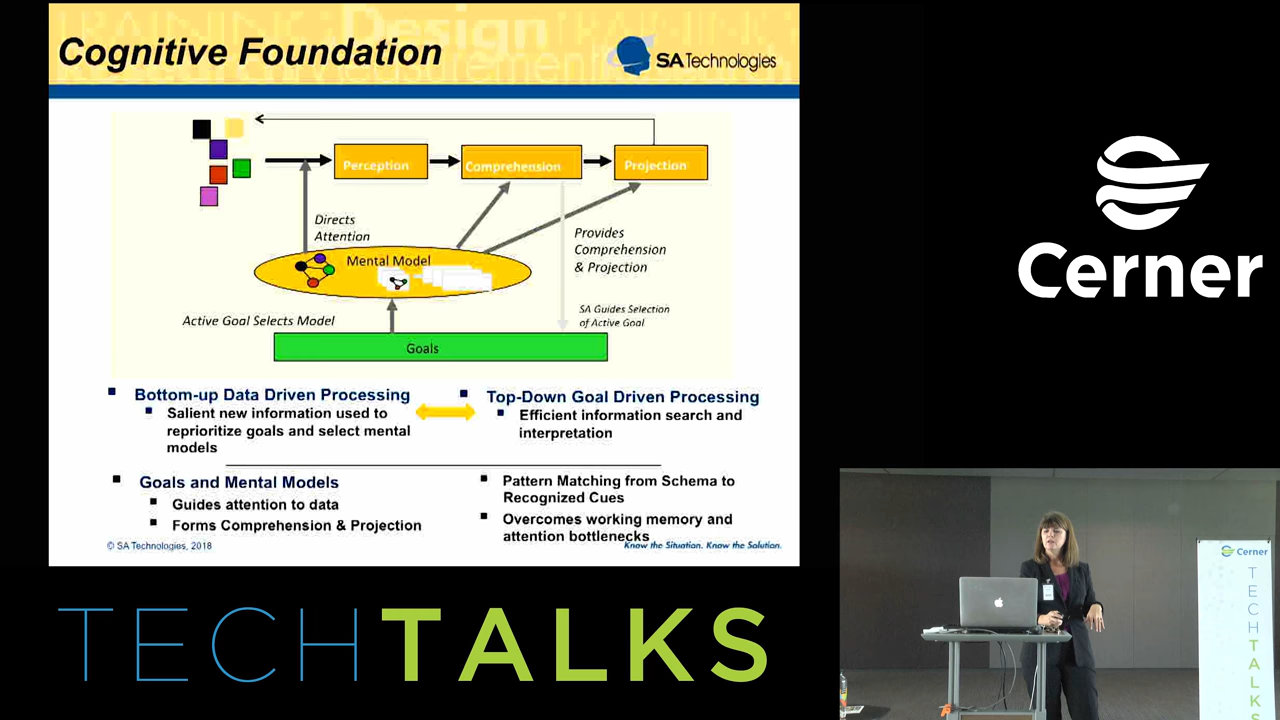 Cognitive Foundation
SA Technologies
Perception
Comprehension
Projection
Directs
Attention
Mental Model
Provides
Comprehension
& Projection
Active Goal Selects Model
SA Guides Selection
of Active Goal
Goals
Bottom-up Data Driven Processing
Salient new information used to
reprioritize goals and select mental
models
Top-Down Goal Driven Processing
Efficient information search and
interpretation
Goals and Mental Models
Guides attention to data
Forms Comprehension & Projection
Pattern Matching from Schema to
Recognized Cues
Overcomes working memory and
attention bottlenecks
© SA Technologies, 2018
Know the Situation. Know the Solution.
TECHTALKS
Cerner
Cerner
TECHTALKS